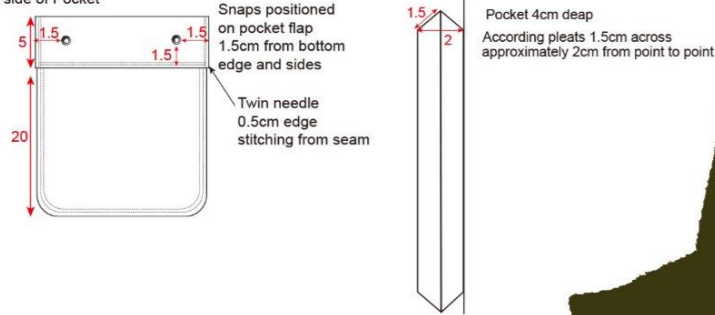 side of Pocket
Snaps positioned
on pocket flap
1.5cm from bottom
edge and sides
5
1.5
1.5
1.5
Twin needle
0.5cm edge
stitching from seam
20
1.5
2
Pocket 4cm deap
According pleats 1.5cm across
approximately 2cm from point to point